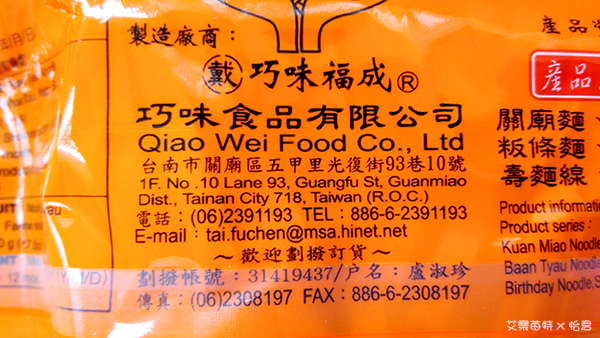 製造廠商：
戴 巧味福成®
巧味食品有限公司
Qiao Wei Food Co., Ltd
台南市關廟區五甲里光復街93巷10號
1F. No .10 Lane 93, Guangfu St, Guanmiao
Dist., Tainan City 718, Taiwan (R.O.C.)
電話：(06)2391193 TEL：886-6-2391193
E-mail：tai.fuchen@msa.hinet.net
～歡迎劃撥訂貨～
劃撥帳號：31419437/户名：盧淑珍
傳真：(06)2308197 FAX：886-6-2308197
產品
產品
關廟麵
粄條麵
壽麵線
Product
Product series :
Kuan Miao Noodle
Baan Tyau Noodle
Birthday Noodle,S
艾樂苗特×怡君